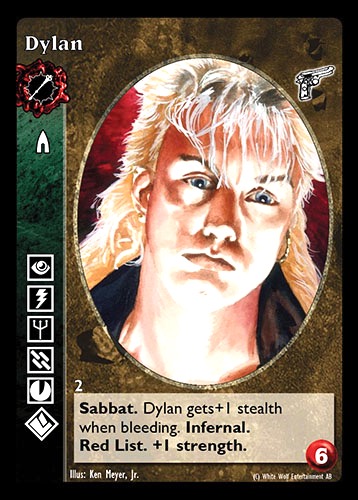 Dylan
2
Sabbat. Dylan gets+1 stealth
when bleeding. Infernal.
Red List. +1 strength.
6
Illus: Ken Meyer, Jr.
(C) White Wolf Entertainment AB